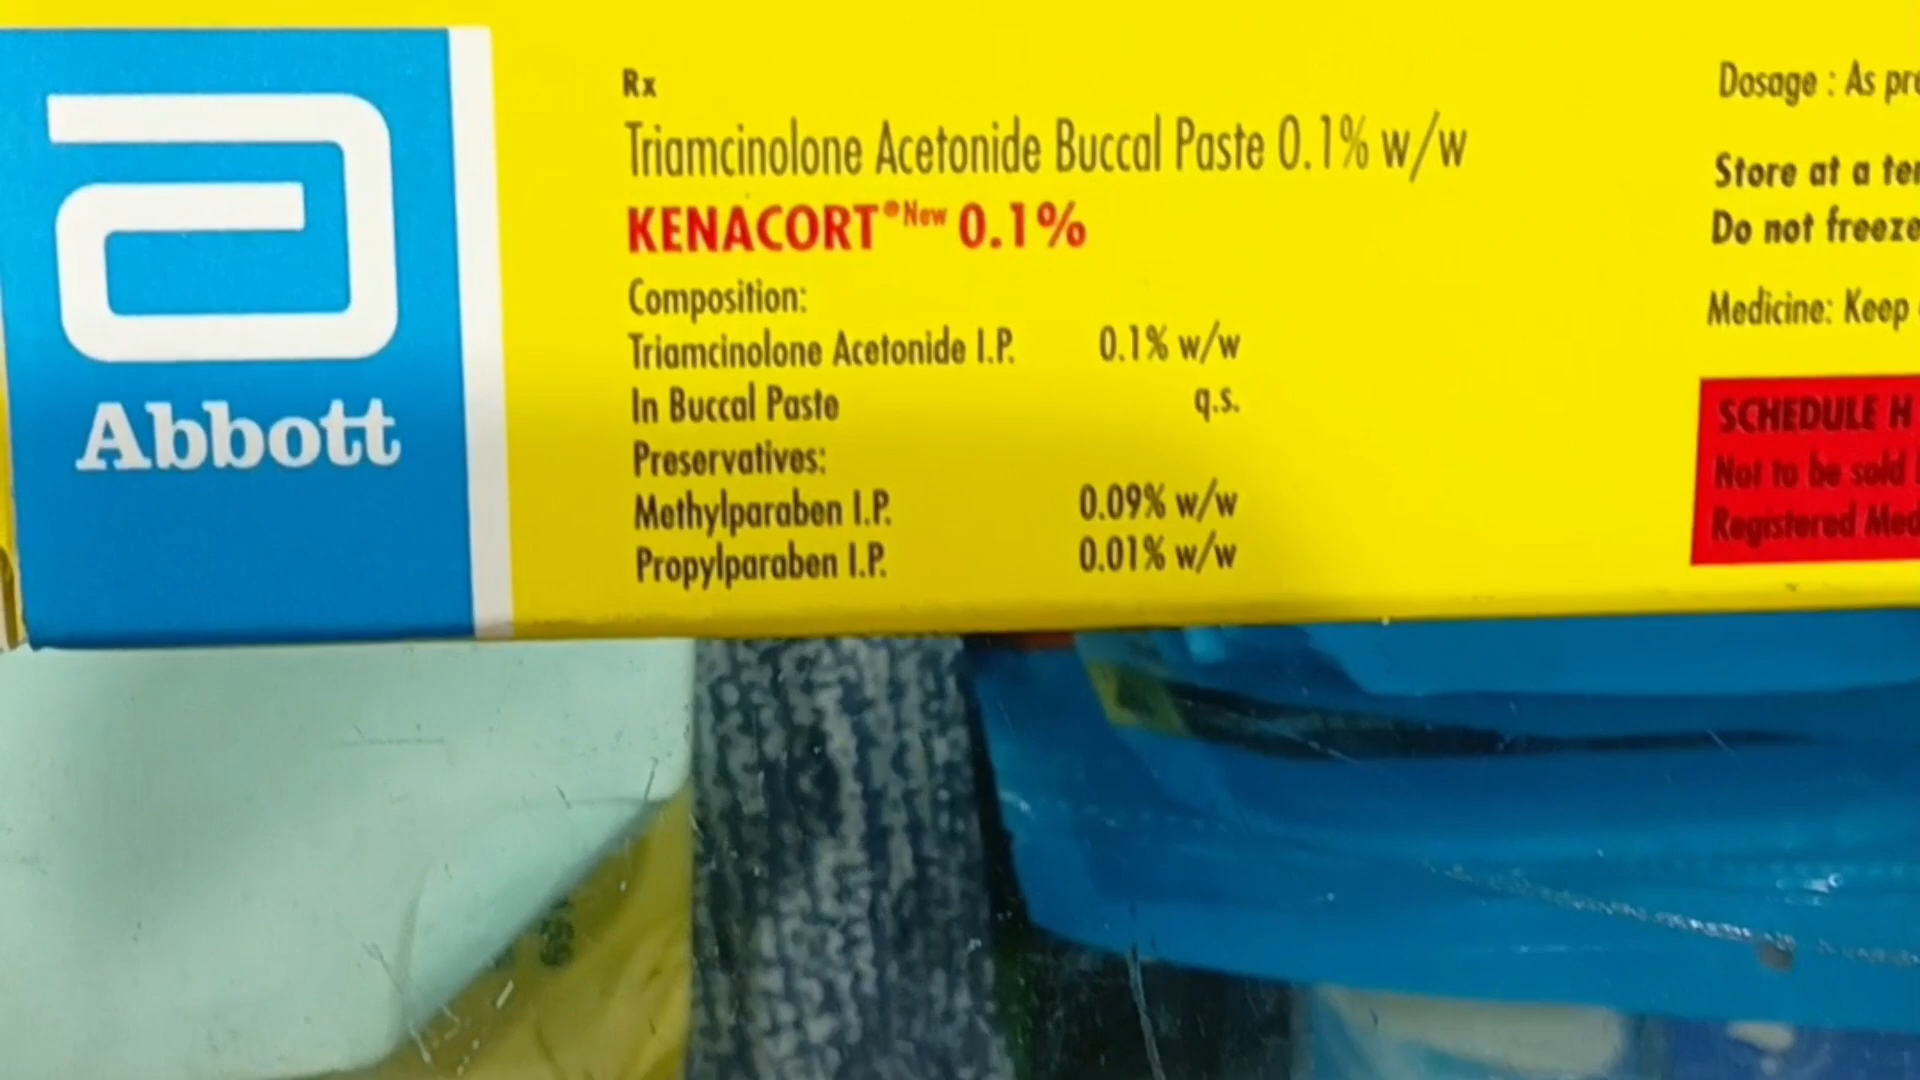 Abbott
Rx
Triamcinolone Acetonide Buccal Paste 0.1% w/w
KENACORT® New 0.1%
Composition:
Triamcinolone Acetonide I.P. 0.1% w/w
In Buccal Paste q.s.
Preservatives:
Methylparaben I.P. 0.09% w/w
Propylparaben I.P. 0.01% w/w
Dosage : As
Store at a
Do not freeze
Medicine: Keep
SCHEDULE H
Not to be sold
Registered